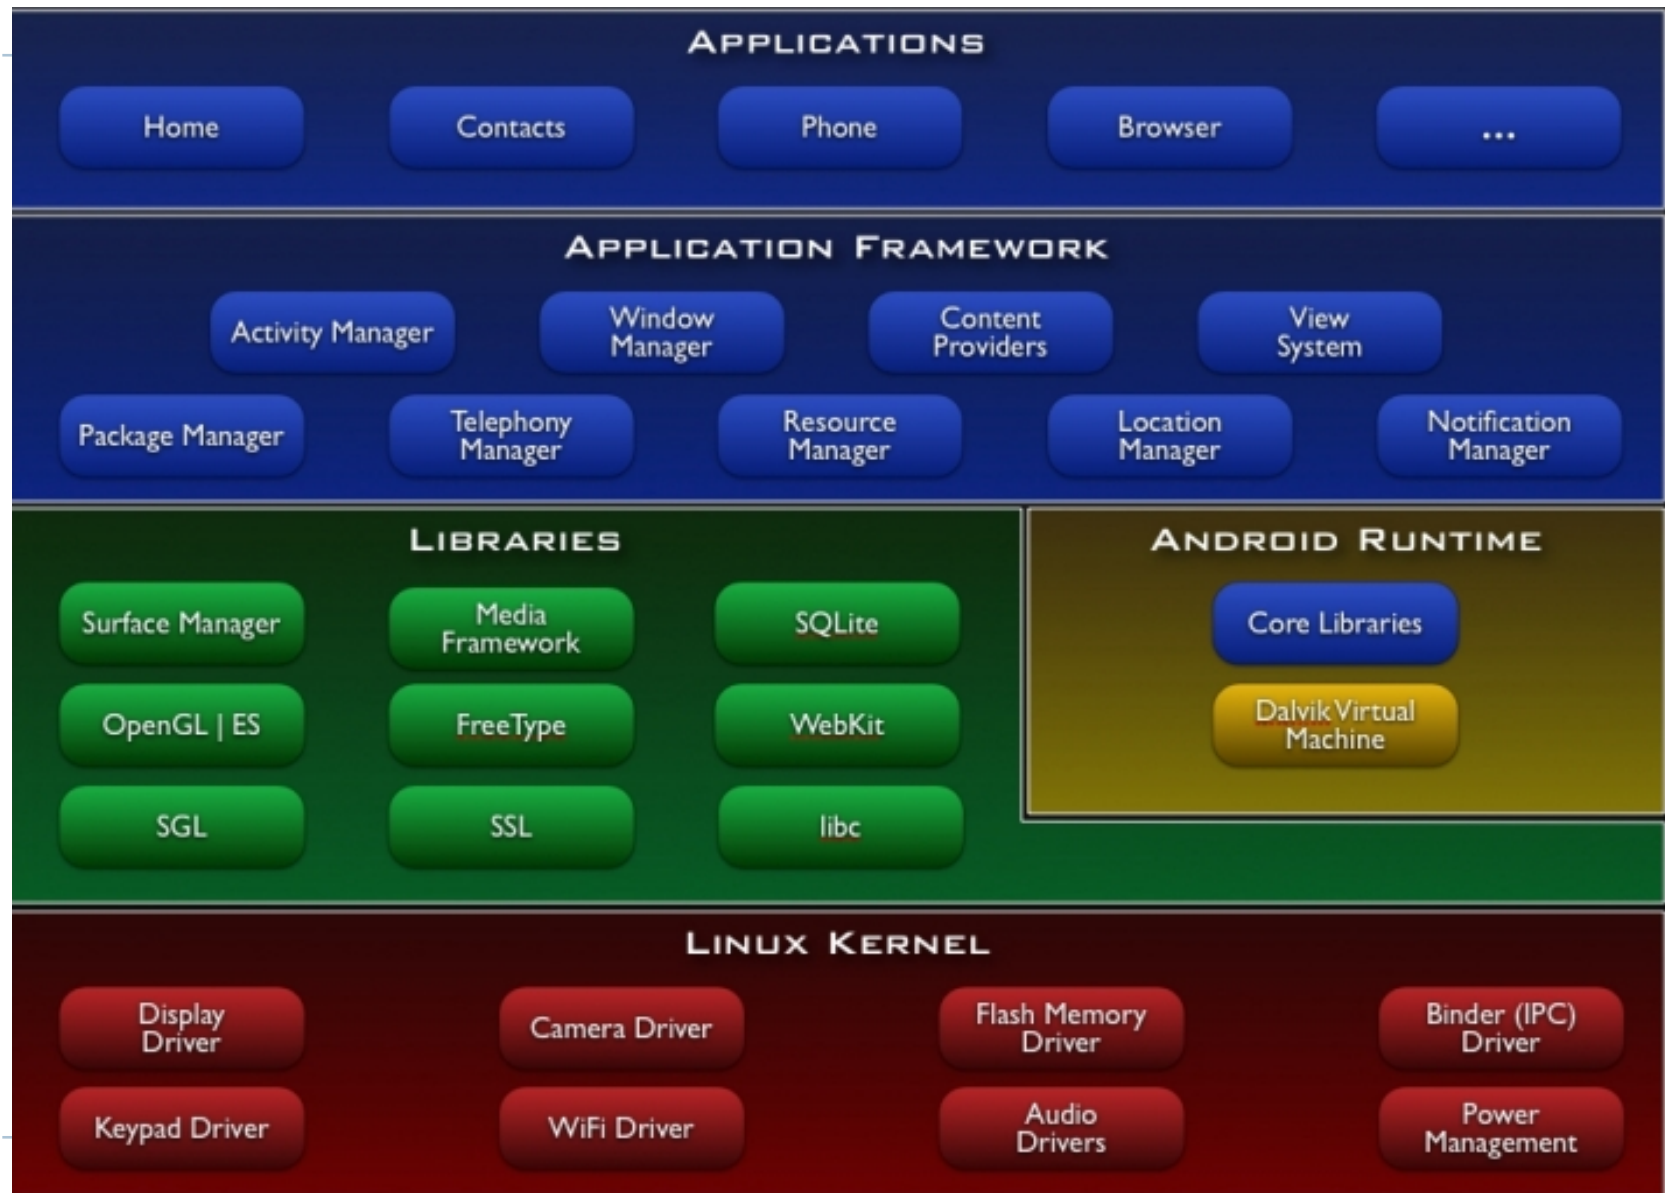 APPLICATIONS
Home
Contacts
Phone
Browser
...
APPLICATION FRAMEWORK
Activity Manager
Window
Manager
Content
Providers
View
System
Package Manager
Telephony
Manager
Resource
Manager
Location
Manager
Notification
Manager
LIBRARIES
Surface Manager
Media
Framework
SQLite
OpenGL | ES
FreeType
WebKit
SGL
SSL
libc
ANDROID RUNTIME
Core Libraries
Dalvik Virtual
Machine
LINUX KERNEL
Display
Driver
Camera Driver
Flash Memory
Driver
Binder (IPC)
Driver
Keypad Driver
WiFi Driver
Audio
Drivers
Power
Management